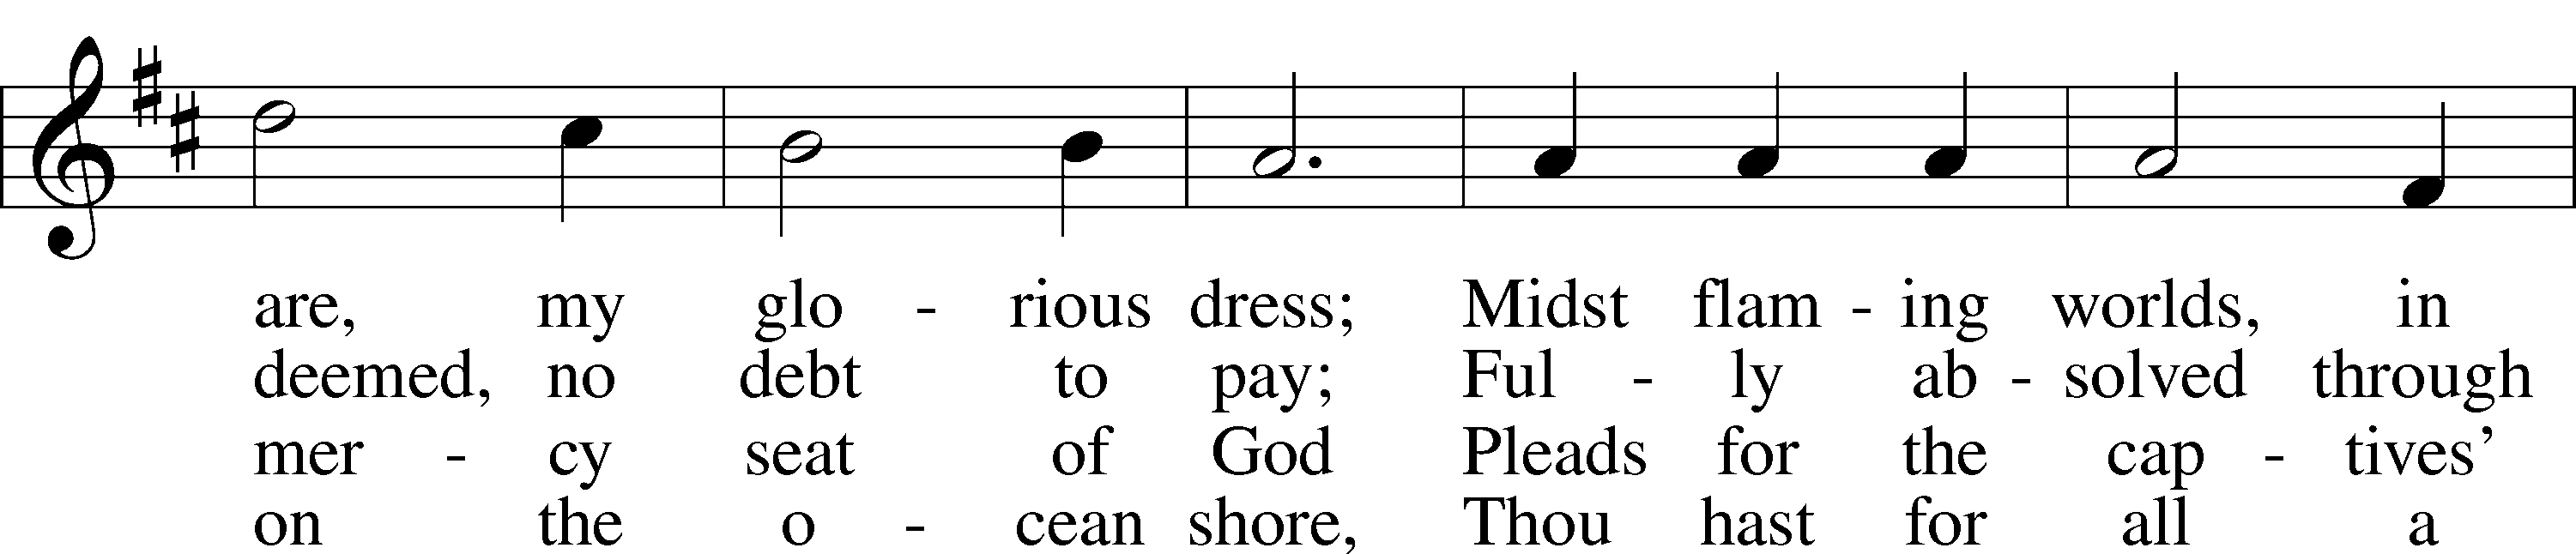 are, my glo - rious dress; Midst flam - ing worlds, in
deemed, no debt to pay; Ful - ly ab - solved through
mer - cy seat of God Pleads for the cap - tives’
on the o - cean shore, Thou hast for all a